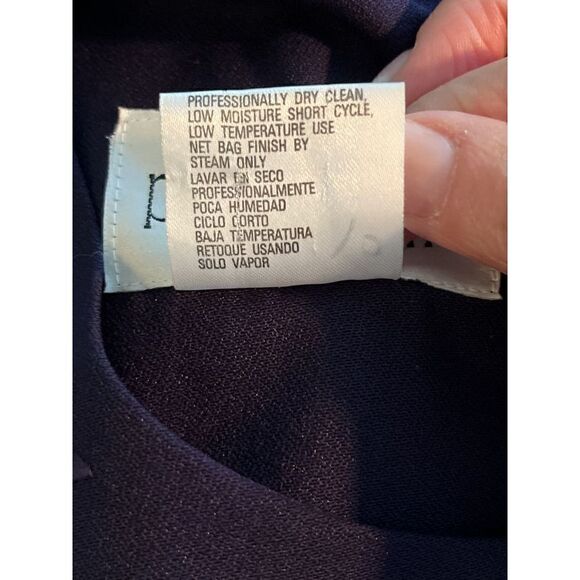 PROFESSIONALLY DRY CLEAN,
LOW MOISTURE SHORT CYCLE,
LOW TEMPERATURE USE
NET BAG FINISH BY
STEAM ONLY
LAVAR EN SECO
PROFESIONALMENTE
POCA HUMEDAD
CICLO CORTO
BAJA TEMPERATURA
RETOQUE USANDO
SOLO VAPOR